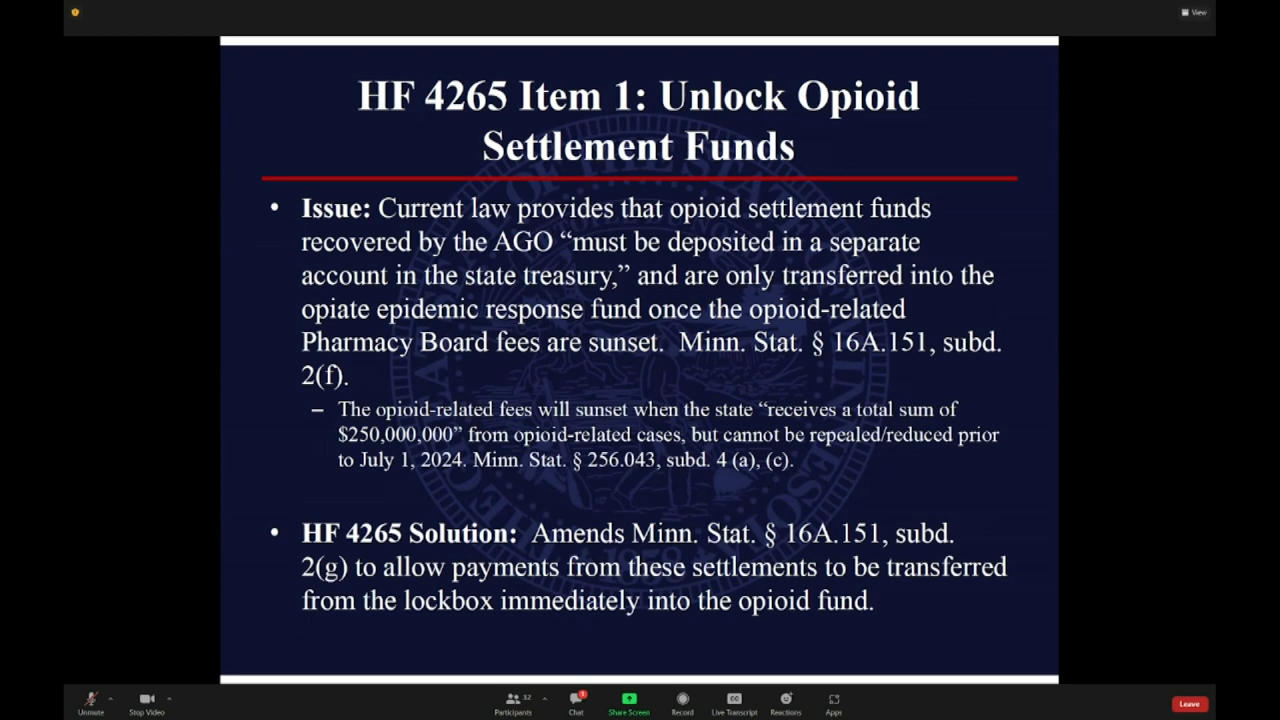 View
HF 4265 Item 1: Unlock Opioid
Settlement Funds
• Issue: Current law provides that opioid settlement funds
recovered by the AGO “must be deposited in a separate
account in the state treasury,” and are only transferred into the
opiate epidemic response fund once the opioid-related
Pharmacy Board fees are sunset.  Minn. Stat. § 16A.151, subd.
2(f).
– The opioid-related fees will sunset when the state “receives a total sum of
$250,000,000” from opioid-related cases, but cannot be repealed/reduced prior
to July 1, 2024. Minn. Stat. § 256.043, subd. 4 (a), (c).
• HF 4265 Solution:  Amends Minn. Stat. § 16A.151, subd.
2(g) to allow payments from these settlements to be transferred
from the lockbox immediately into the opioid fund.
Unmute Stop Video 32 Participants 1 Chat Share Screen Record CC Live Transcript Reactions Apps Leave